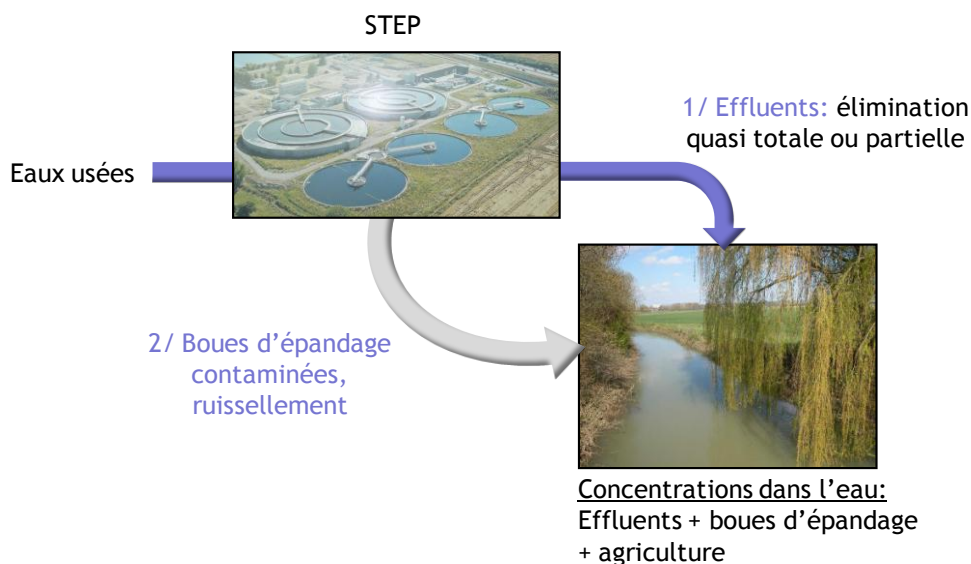 STEP
1/ Effluents: élimination
quasi totale ou partielle
Eaux usées
2/ Boues d’épandage
contaminées,
ruissellement
Concentrations dans l’eau:
Effluents + boues d’épandage
+ agriculture